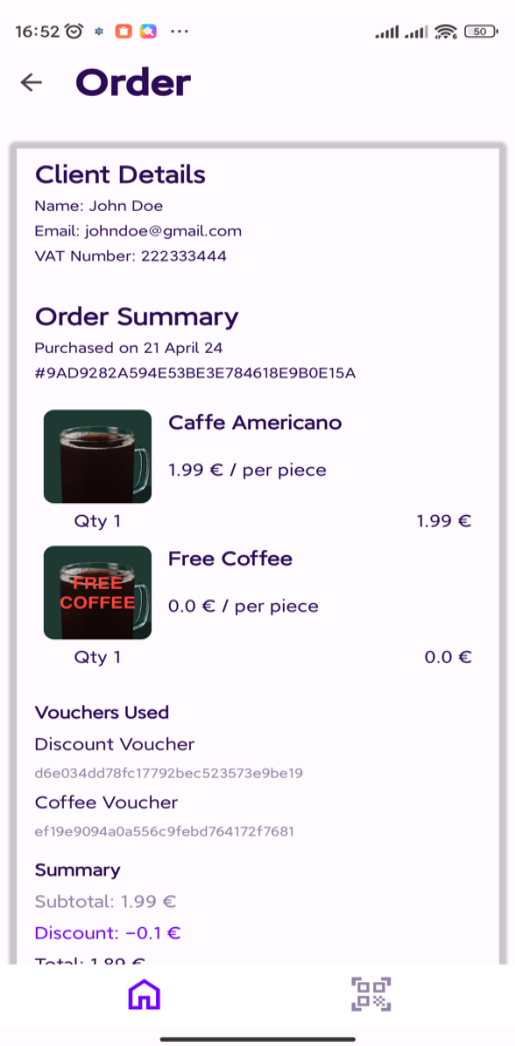 16:52
50
Order
Client Details
Name: John Doe
Email: johndoe@gmail.com
VAT Number: 222333444
Order Summary
Purchased on 21 April 24
#9AD9282A594E53BE3E784618E9B0E15A
Caffe Americano
1.99 € / per piece
Qty 1
1.99 €
FREE
COFFEE
Free Coffee
0.0 € / per piece
Qty 1
0.0 €
Vouchers Used
Discount Voucher
d6e034dd78fc17792bec523573e9be19
Coffee Voucher
ef19e9094a0a556c9febd764172f7681
Summary
Subtotal: 1.99 €
Discount: -0.1 €
Total: 1.89 €